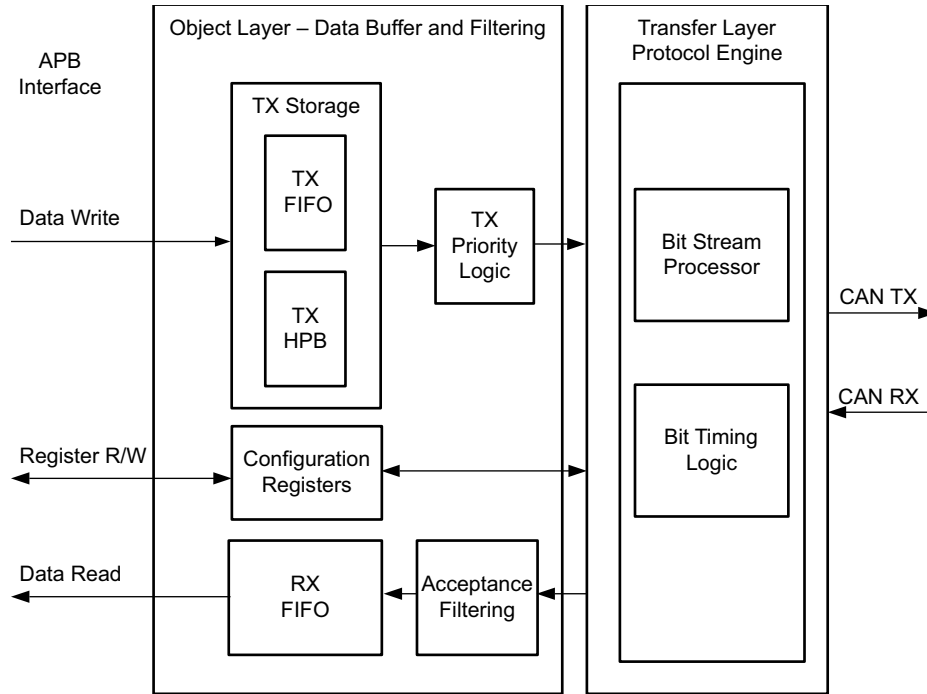 Object Layer – Data Buffer and Filtering
Transfer Layer
Protocol Engine
APB
Interface
TX Storage
TX
FIFO
Data Write
TX
Priority
Logic
Bit Stream
Processor
TX
HPB
CAN TX
CAN RX
Register R/W
Configuration
Registers
Bit Timing
Logic
Data Read
RX
FIFO
Acceptance
Filtering